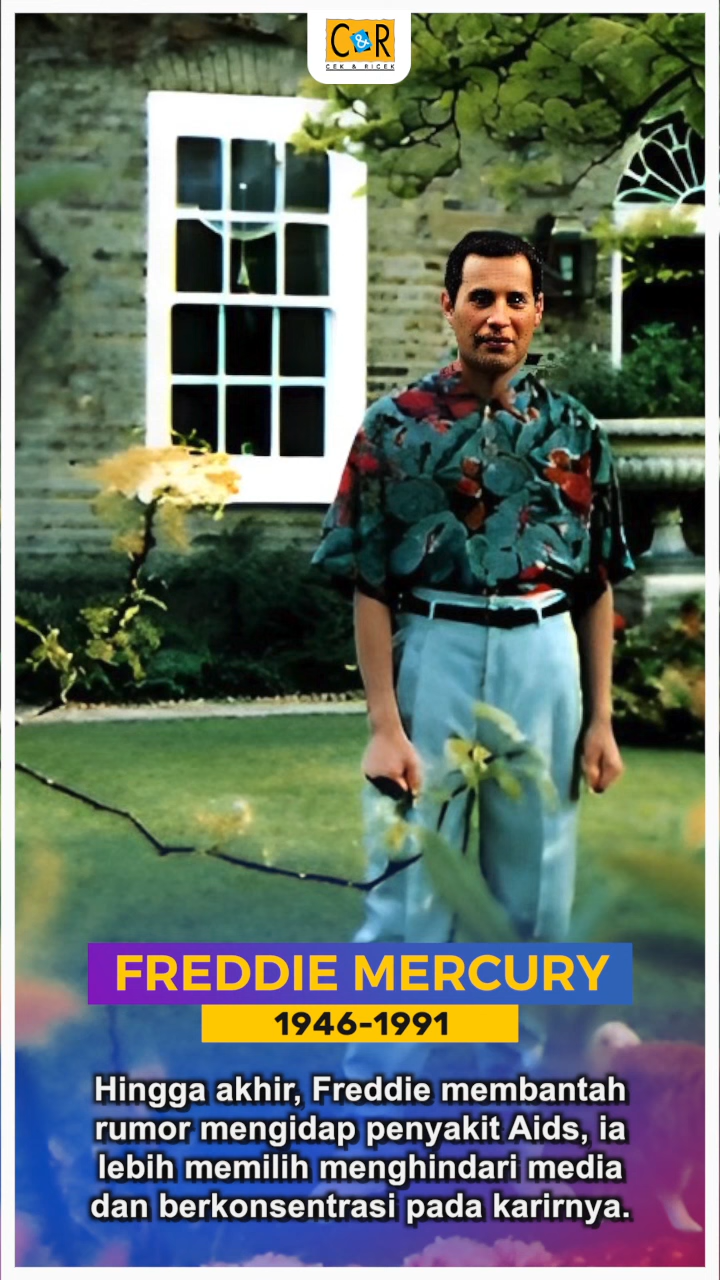 C&R
CEK & RICEK
FREDDIE MERCURY
1946-1991
Hingga akhir, Freddie membantah
rumor mengidap penyakit Aids, ia
lebih memilih menghindari media
dan berkonsentrasi pada karirnya.